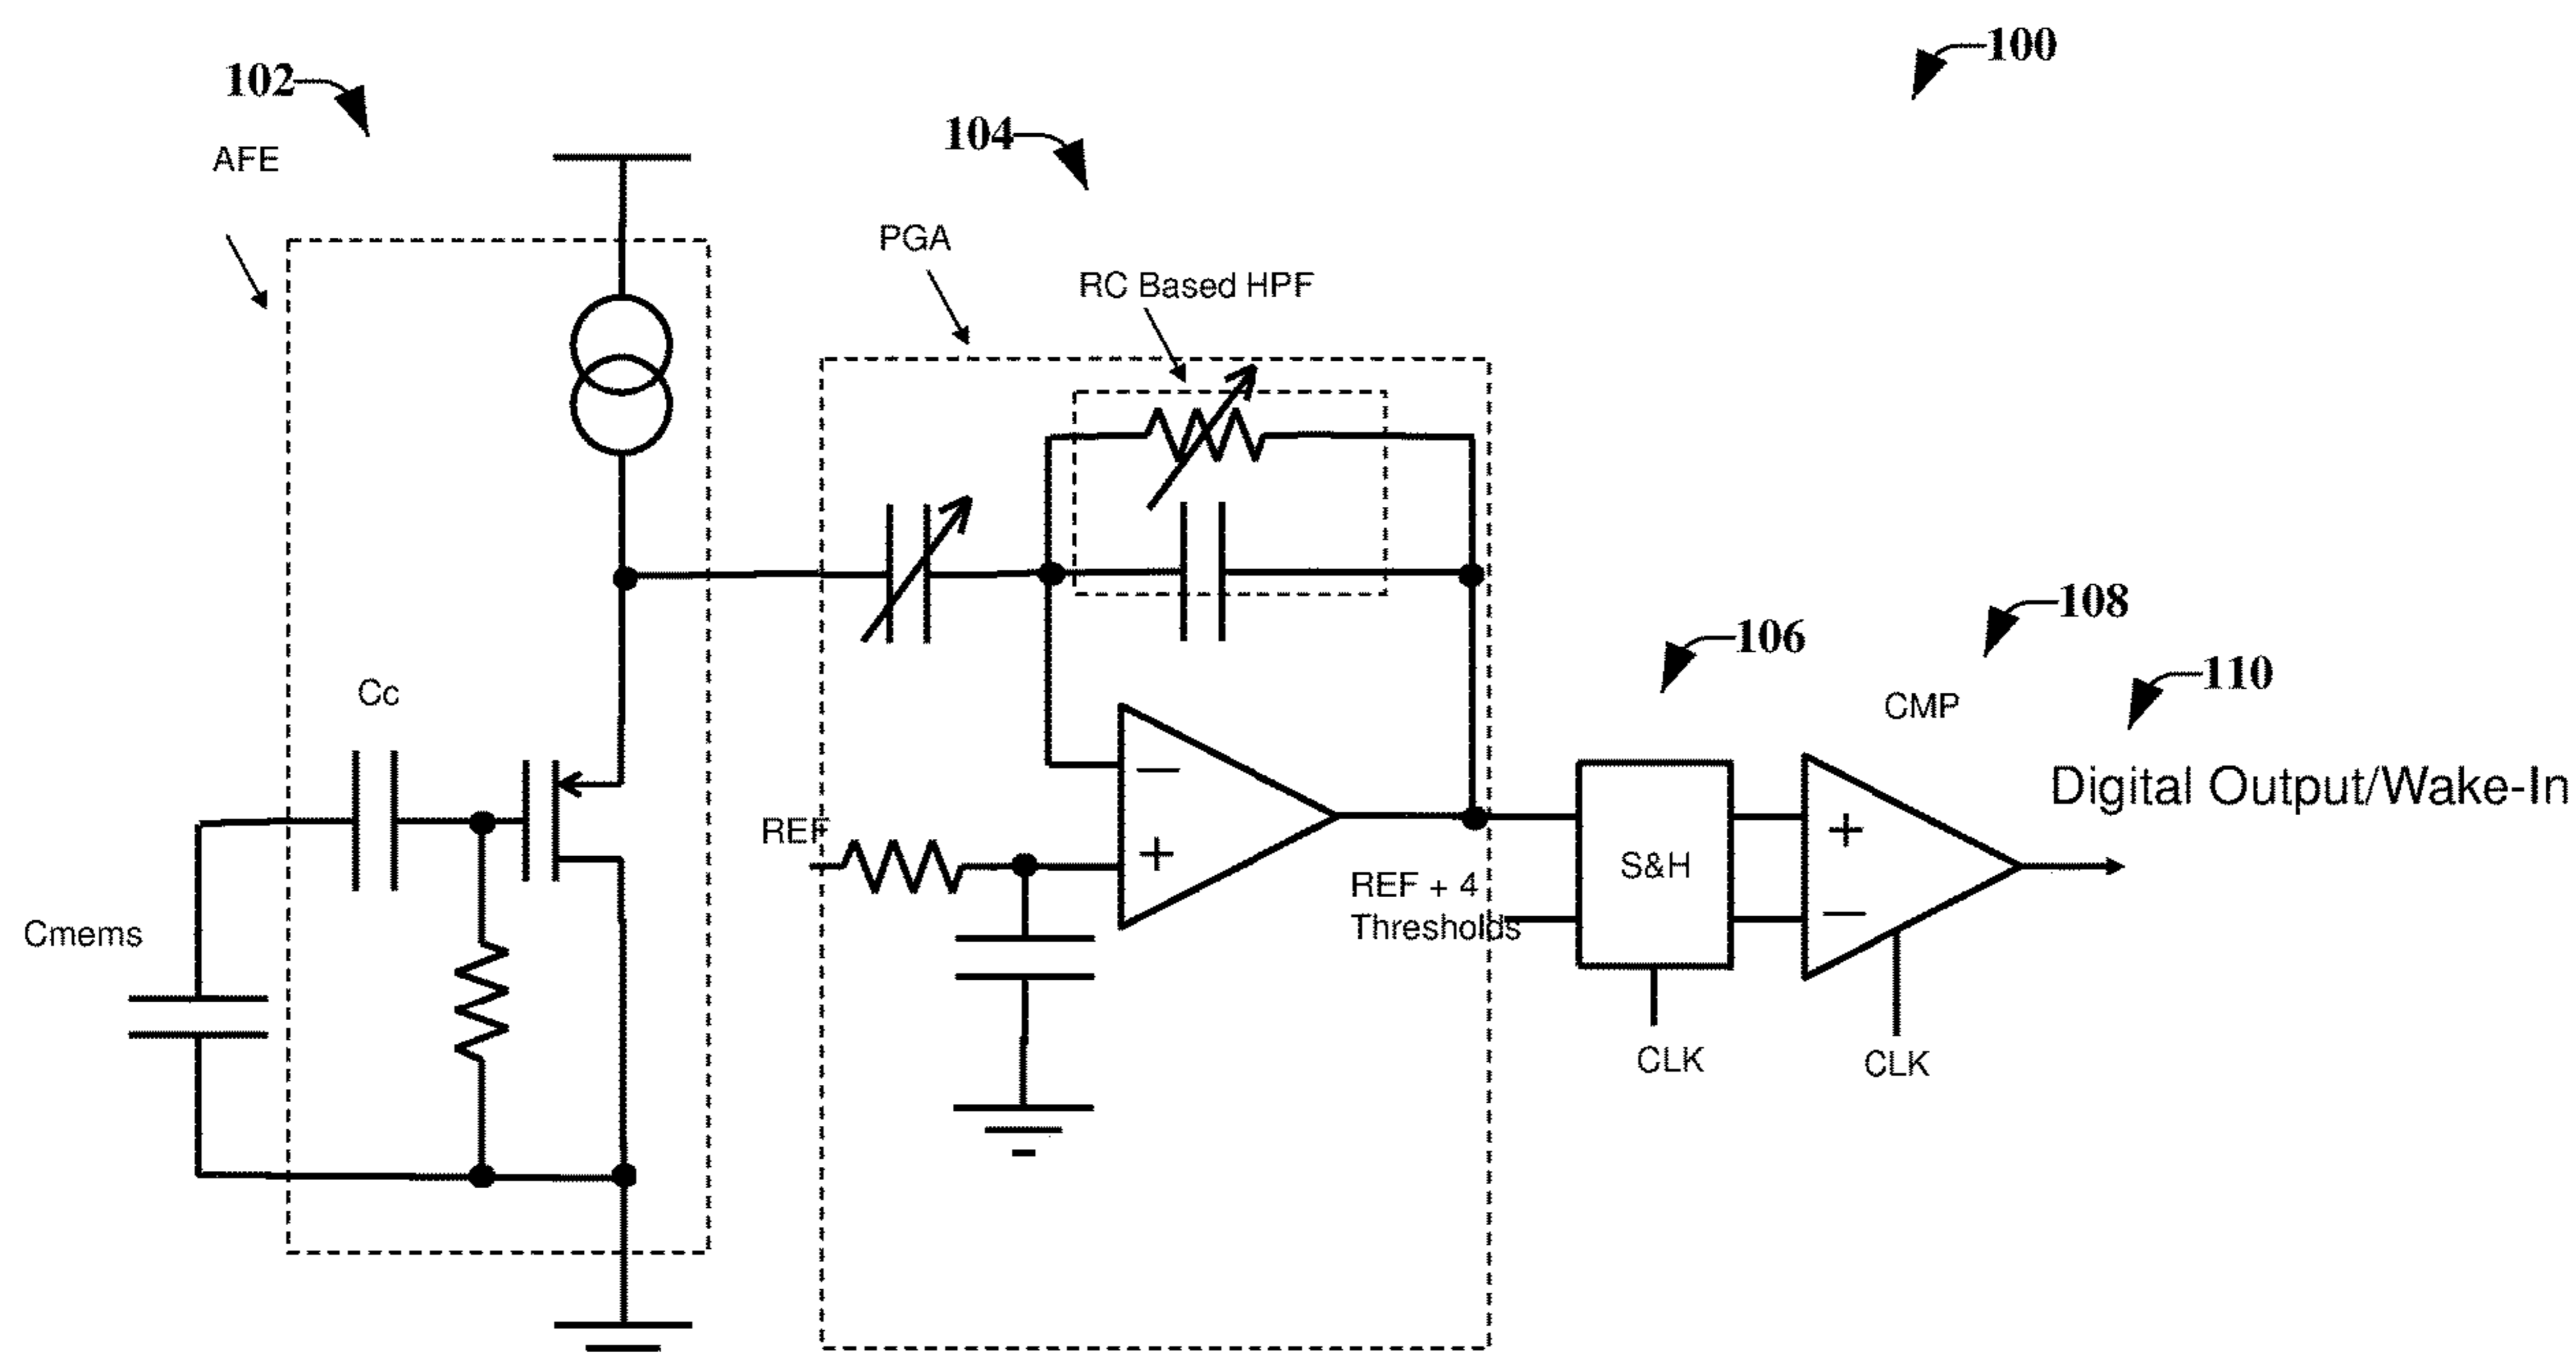 100
102
AFE
104
PGA
RC Based HPF
Cc
REF
Cmems
REF + 4
Thresholds
106
S&H
CLK
108
CMP
CLK
110
Digital Output/Wake-In
−
+
+
−